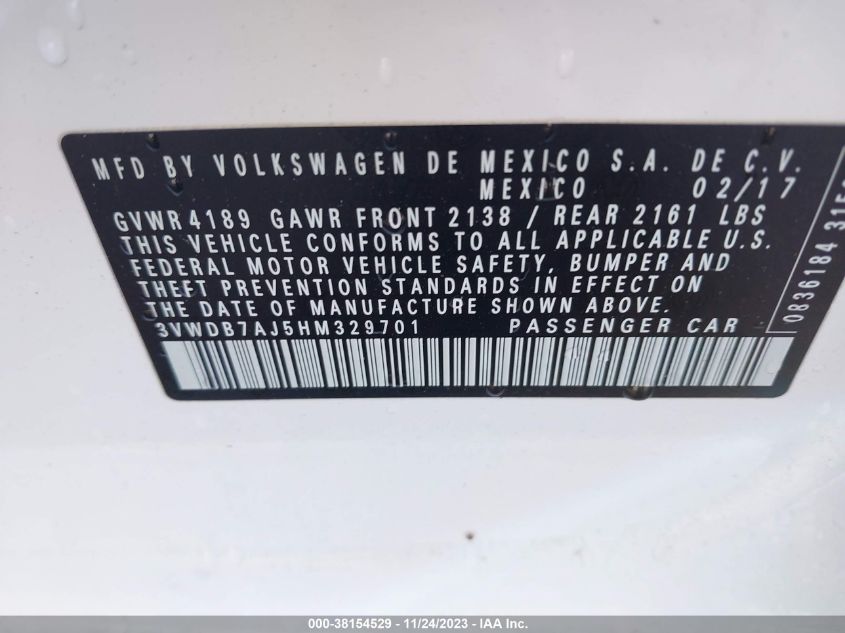 MFD BY VOLKSWAGEN DE MEXICO S.A. DE C.V.
MEXICO 02/17
GVWR 4189 GAWR FRONT 2138 / REAR 2161 LBS
THIS VEHICLE CONFORMS TO ALL APPLICABLE U.S.
FEDERAL MOTOR VEHICLE SAFETY, BUMPER AND
THEFT PREVENTION STANDARDS IN EFFECT ON
THE DATE OF MANUFACTURE SHOWN ABOVE.
3VWDB7AJ5HM329701 PASSENGER CAR
0836184
000-38154529 - 11/24/2023 - IAA Inc.